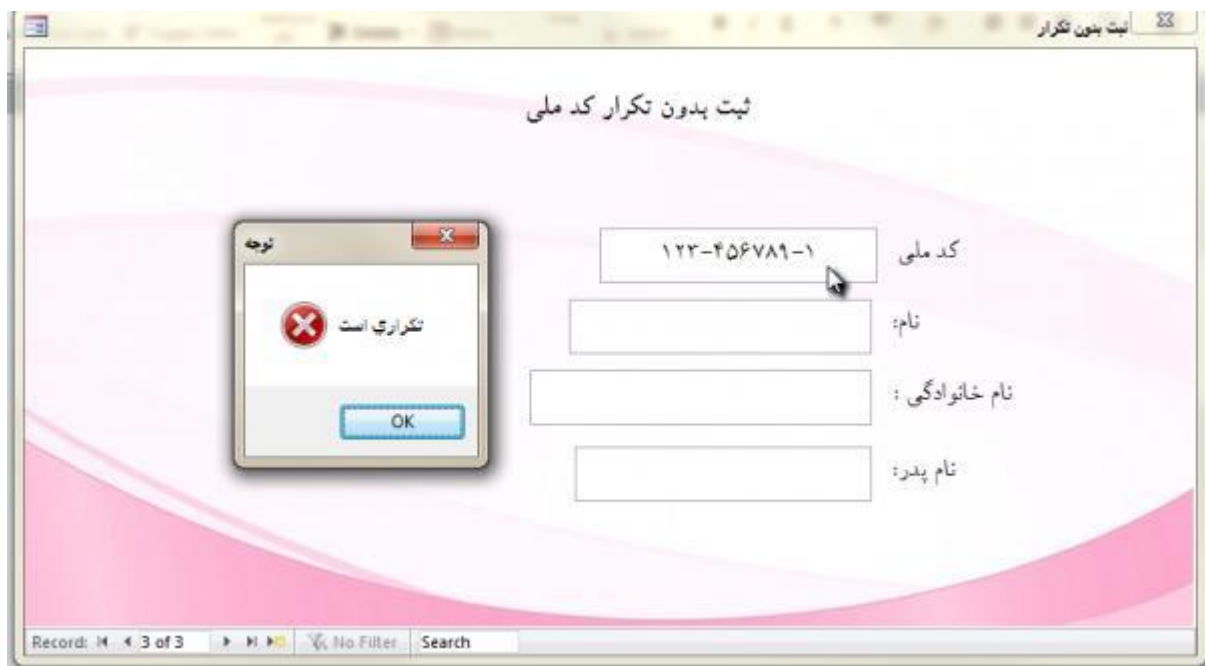 ثبت بدون تکرار
ثبت بدون تکرار کد ملی
کد ملی
۱۲۳-۴۵۶۷۸۹-۱
نام:
نام خانوادگی :
نام پدر:
توجه
تکراري است
OK
Record: 3 of 3 No Filter Search